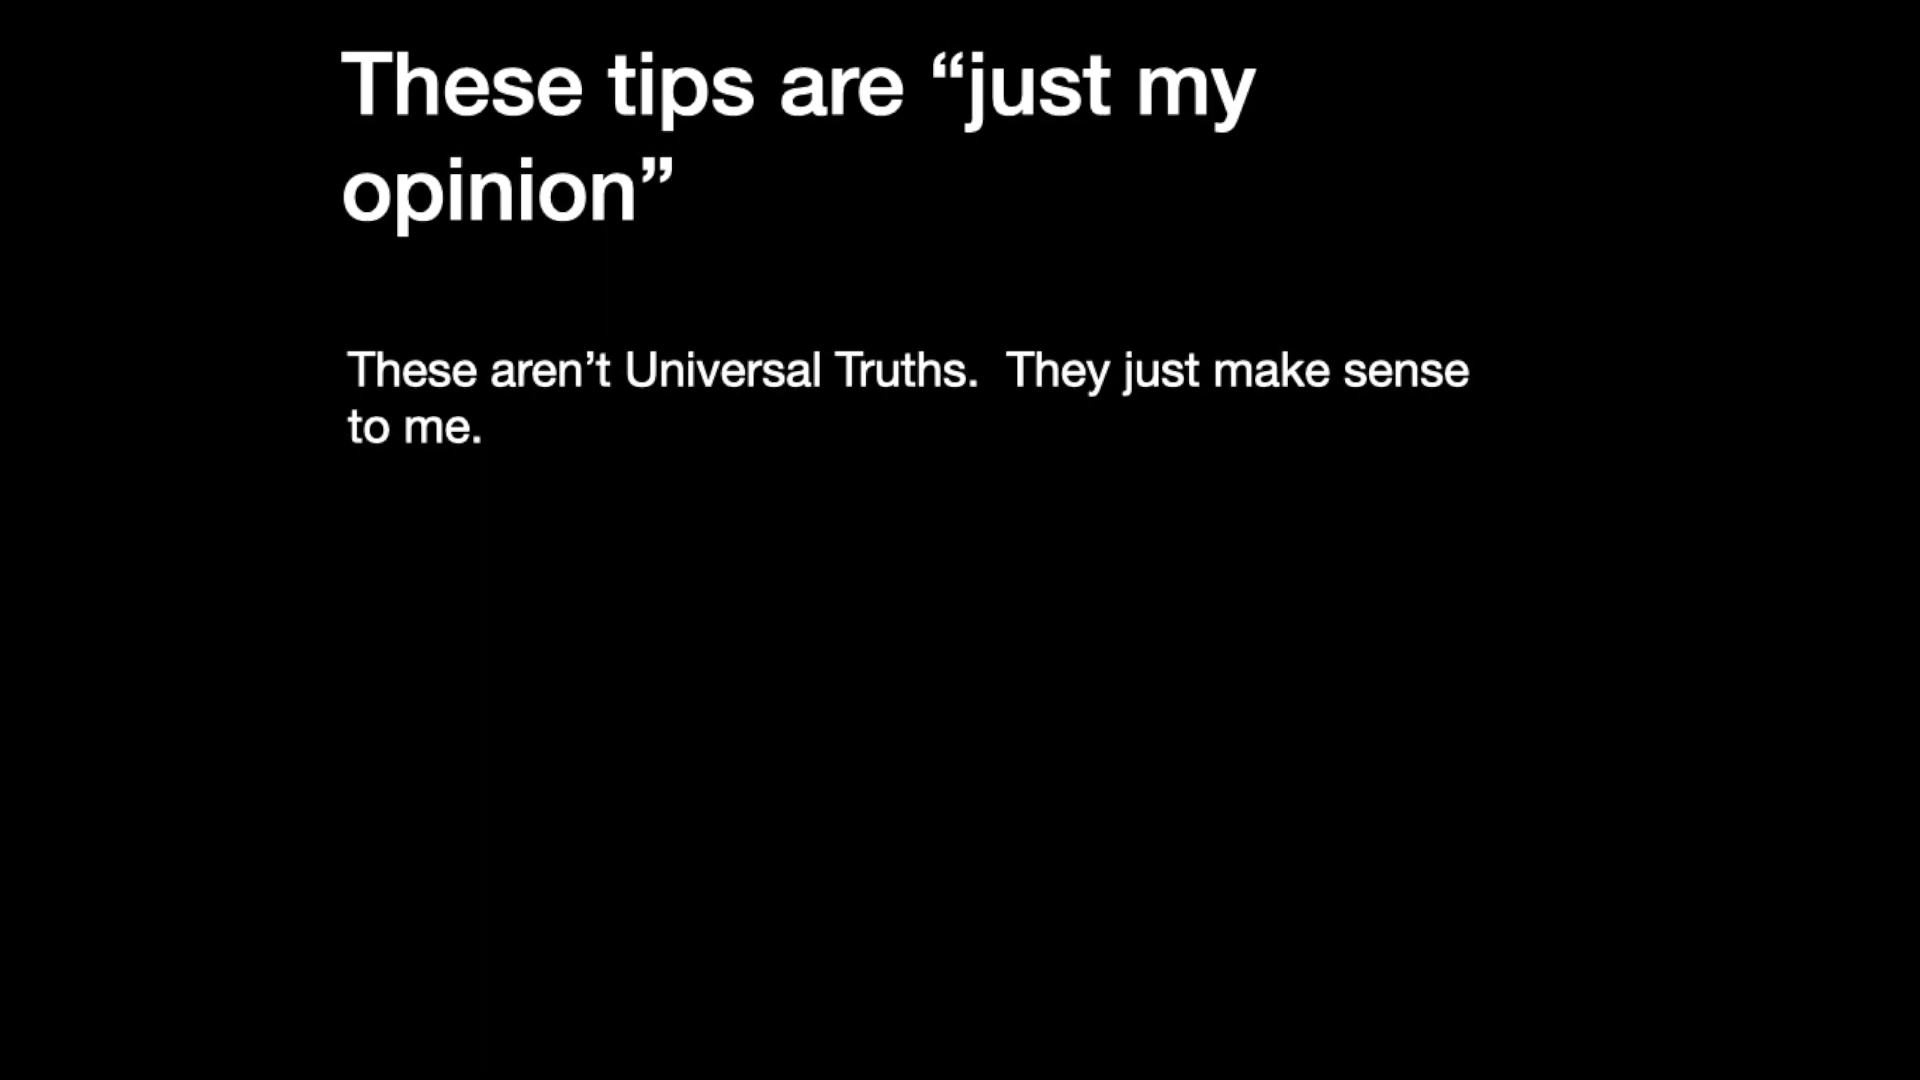 These tips are “just my
opinion”
These aren’t Universal Truths.  They just make sense
to me.